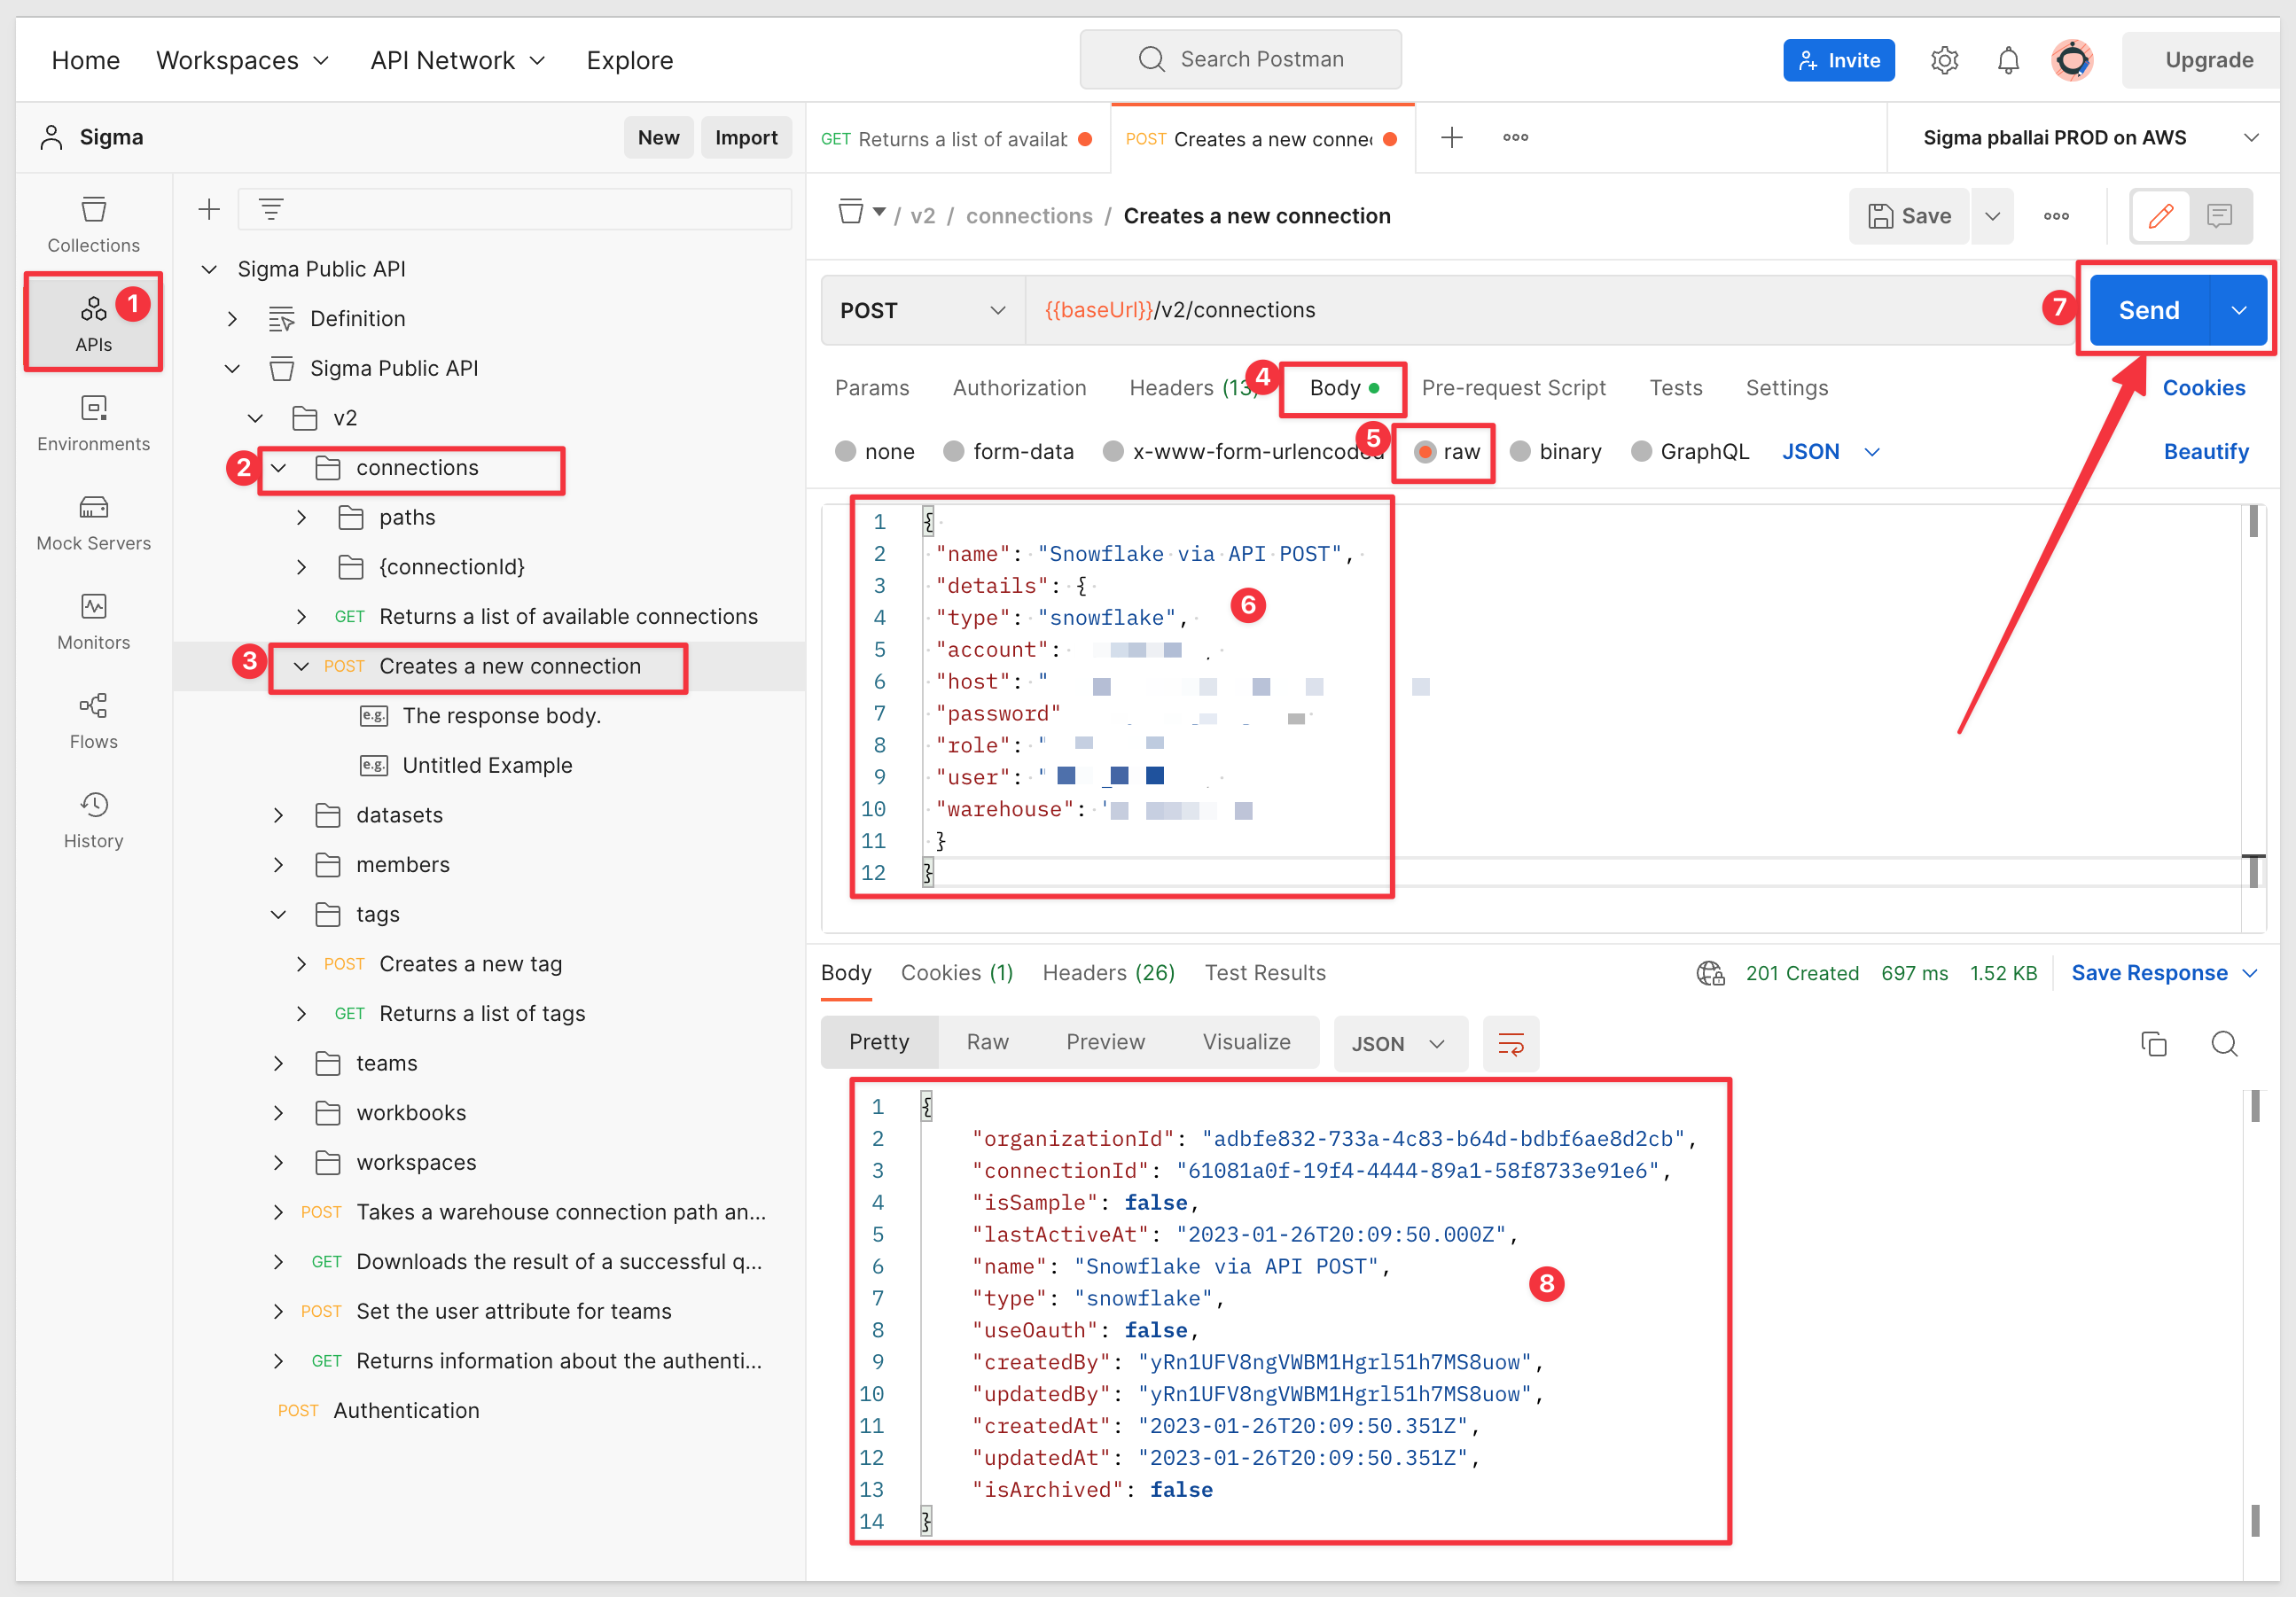 Home Workspaces API Network Explore Search Postman Invite Upgrade
Sigma New Import
GET Returns a list of availab POST Creates a new connec Sigma pballai PROD on AWS
/ v2 / connections / Creates a new connection Save
Collections
1
APIs
Environments
Mock Servers
Monitors
Flows
History
Sigma Public API
Definition
Sigma Public API
v2
2 connections
paths
{connectionId}
GET Returns a list of available connections
3 POST Creates a new connection
e.g. The response body.
e.g. Untitled Example
datasets
members
tags
POST Creates a new tag
GET Returns a list of tags
teams
workbooks
workspaces
POST Takes a warehouse connection path an...
GET Downloads the result of a successful q...
POST Set the user attribute for teams
GET Returns information about the authenti...
POST Authentication
POST {{baseUrl}}/v2/connections 7 Send
Params Authorization Headers (13) 4 Body Pre-request Script Tests Settings Cookies
none form-data x-www-form-urlencoded 5 raw binary GraphQL JSON Beautify
1 {
2 "name": "Snowflake via API POST",
3 "details": {
4 "type": "snowflake",
5 "account": ,
6 "host": "
7 "password"
8 "role": "
9 "user": "
10 "warehouse": '
11 }
12 }
6
Body Cookies (1) Headers (26) Test Results 201 Created 697 ms 1.52 KB Save Response
Pretty Raw Preview Visualize JSON
1 {
2 "organizationId": "adbfe832-733a-4c83-b64d-bdbf6ae8d2cb",
3 "connectionId": "61081a0f-19f4-4444-89a1-58f8733e91e6",
4 "isSample": false,
5 "lastActiveAt": "2023-01-26T20:09:50.000Z",
6 "name": "Snowflake via API POST",
7 "type": "snowflake",
8 "useOauth": false,
9 "createdBy": "yRn1UFV8ngVWBM1Hgrl51h7MS8uow",
10 "updatedBy": "yRn1UFV8ngVWBM1Hgrl51h7MS8uow",
11 "createdAt": "2023-01-26T20:09:50.351Z",
12 "updatedAt": "2023-01-26T20:09:50.351Z",
13 "isArchived": false
14 }
8